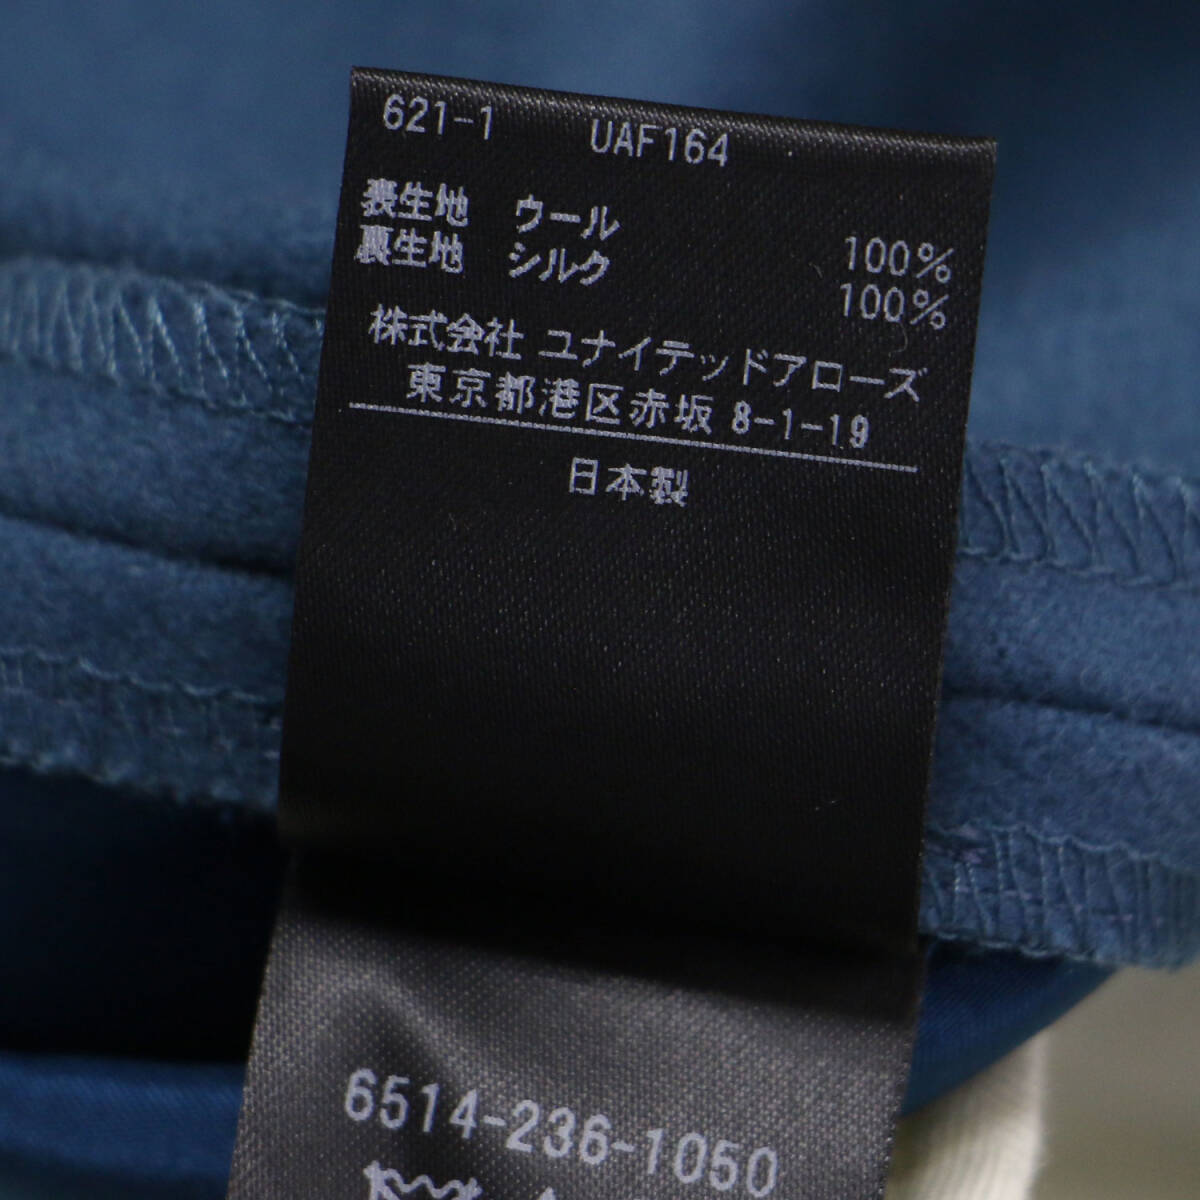 621-1 UAF164
表生地 ウール 100%
裏生地 シルク 100%
株式会社 ユナイテッドアローズ
東京都港区赤坂 8-1-19
日本製
6514-236-1050